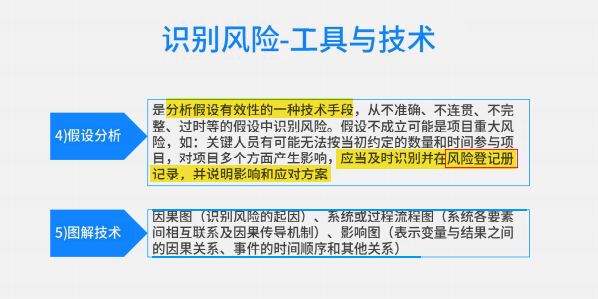 识别风险-工具与技术
4)假设分析
是分析假设有效性的一种技术手段，从不准确、不连贯、不完
整、过时等的假设中识别风险。假设不成立可能是项目重大风
险，如：关键人员有可能无法按当初约定的数量和时间参与项
目，对项目多个方面产生影响，应当及时识别并在风险登记册
记录，并说明影响和应对方案
5)图解技术
因果图（识别风险的起因）、系统或过程流程图（系统各要素
间相互联系及因果传导机制）、影响图（表示变量与结果之间
的因果关系、事件的时间顺序和其他关系）